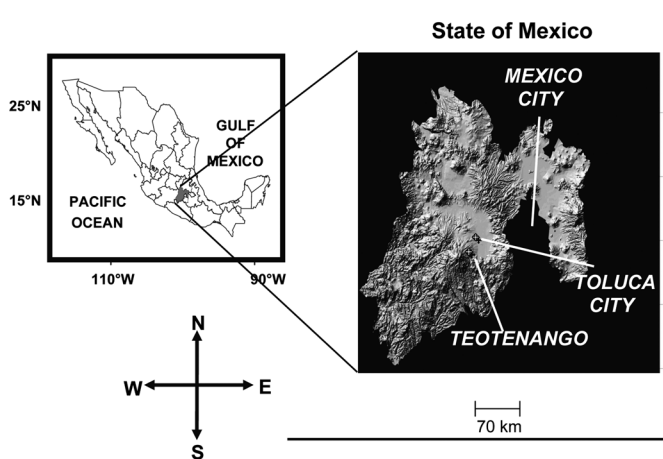 State of Mexico
MEXICO
CITY
25°N
GULF
OF
MEXICO
15°N
PACIFIC
OCEAN
110°W
90°W
TOLUCA
CITY
TEOTENANGO
N
W
E
S
70 km